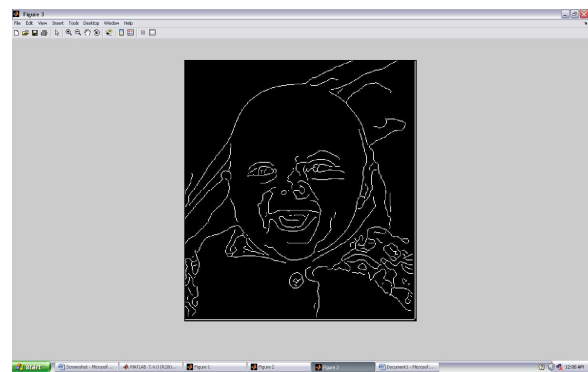 Figure 3
File Edit View Insert Tools Desktop Window Help
start Screenshot - Microsof... MATLAB 7.4.0 (R200... Figure 1 Figure 2 Figure 3 Document1 - Microsof... 12:08 AM